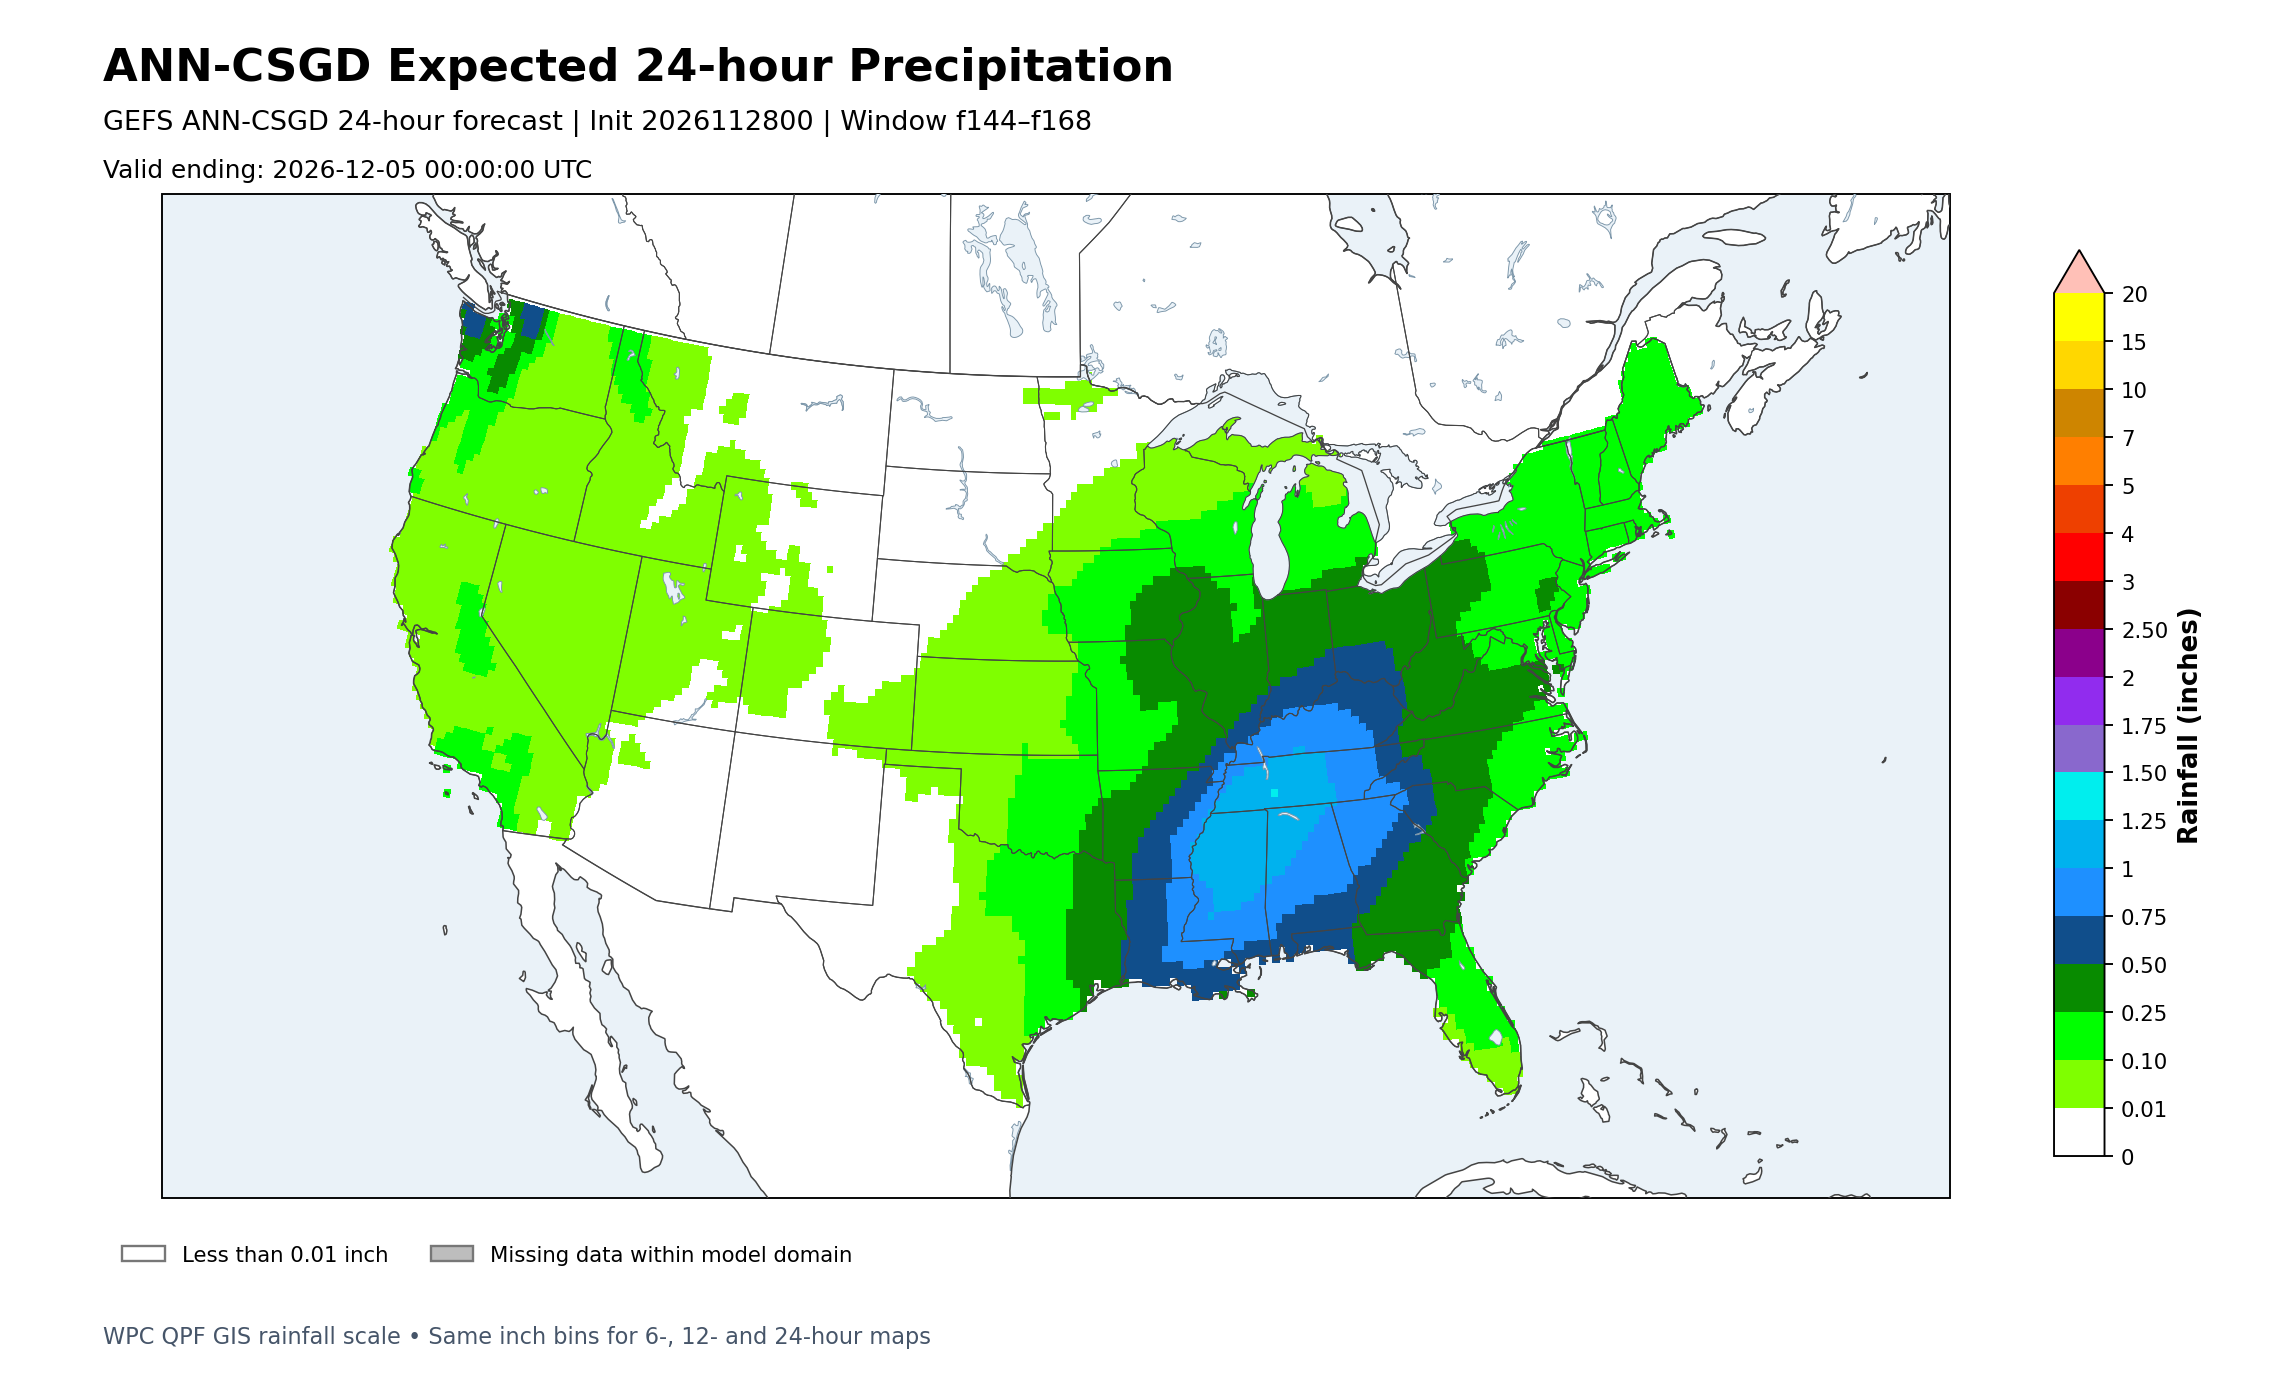 ANN-CSGD Expected 24-hour Precipitation
GEFS ANN-CSGD 24-hour forecast | Init 2026112800 | Window f144–f168
Valid ending: 2026-12-05 00:00:00 UTC
20
15
10
7
5
4
3
2.50
2
1.75
1.50
1.25
1
0.75
0.50
0.25
0.10
0.01
0
Rainfall (inches)
Less than 0.01 inch
Missing data within model domain
WPC QPF GIS rainfall scale • Same inch bins for 6-, 12- and 24-hour maps